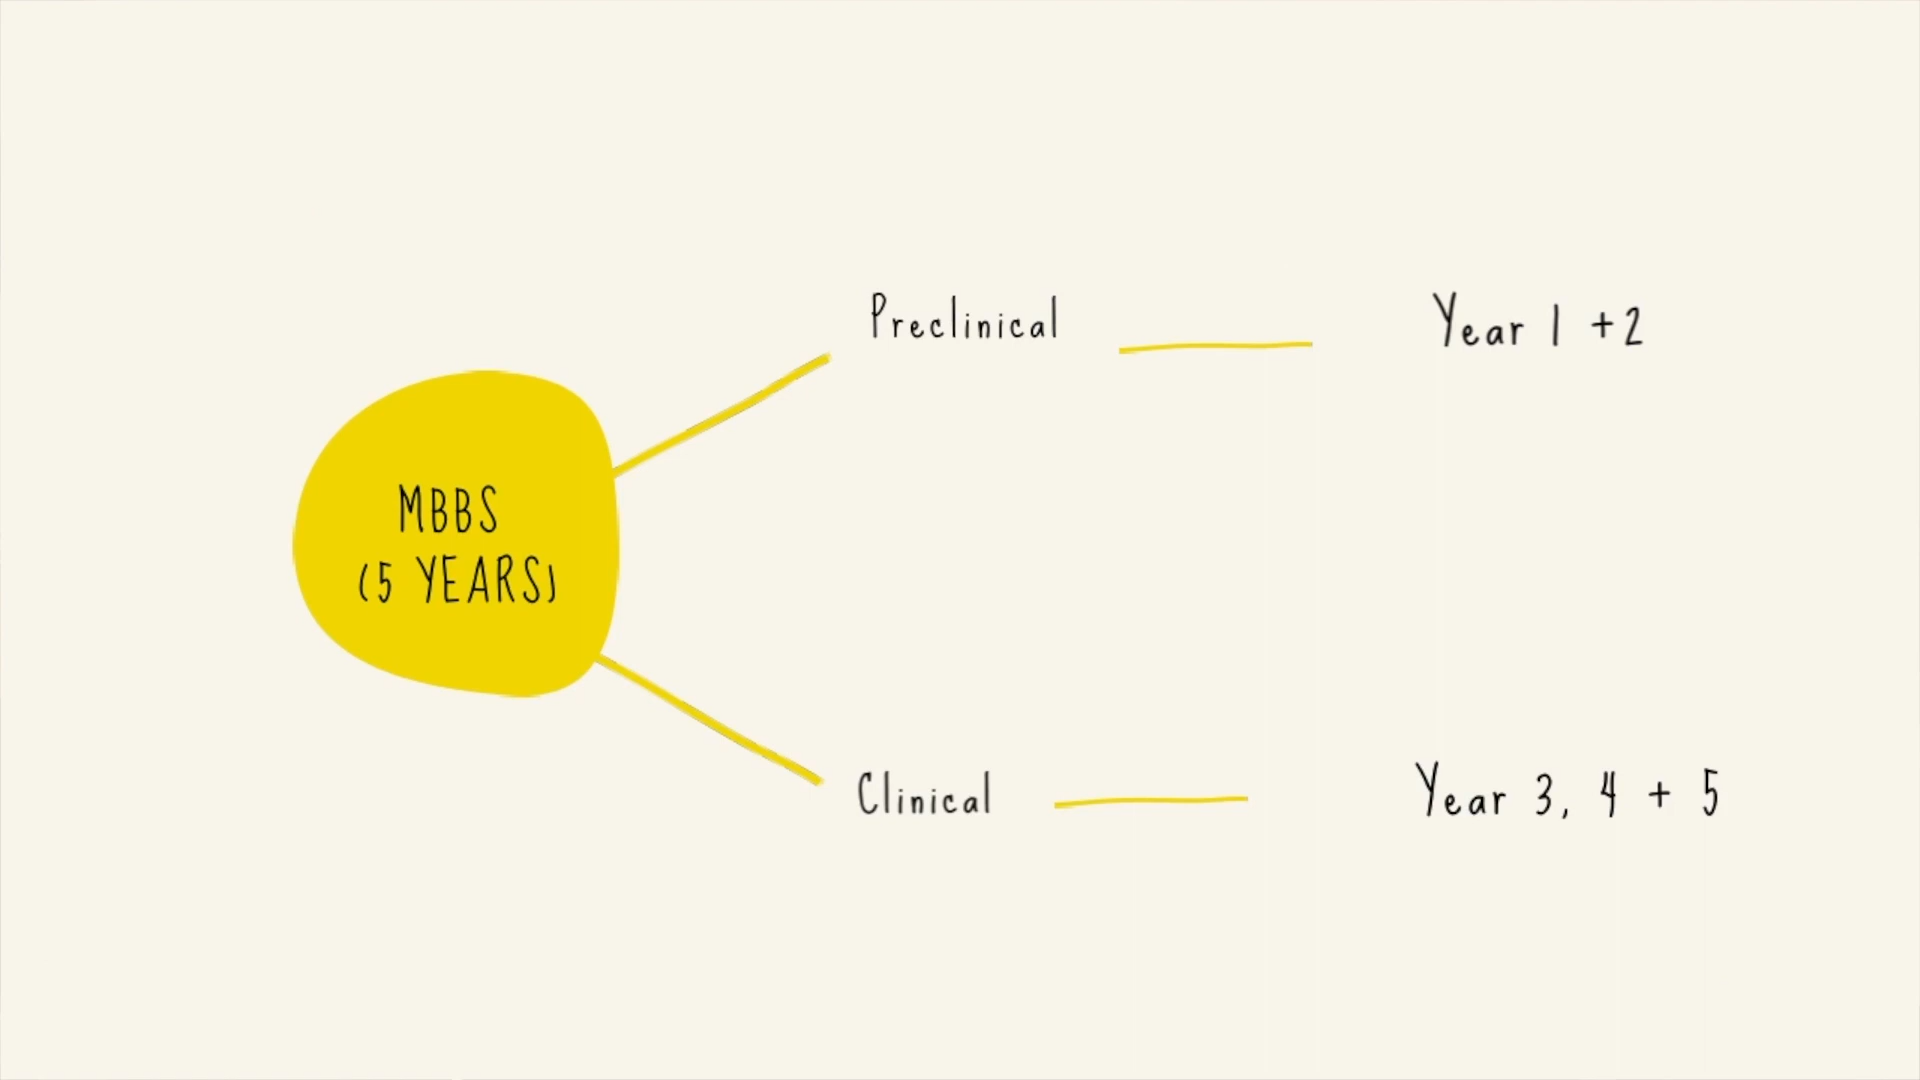 Preclinical
Year 1 +2
MBBS
(5 YEARS)
Clinical
Year 3, 4 + 5